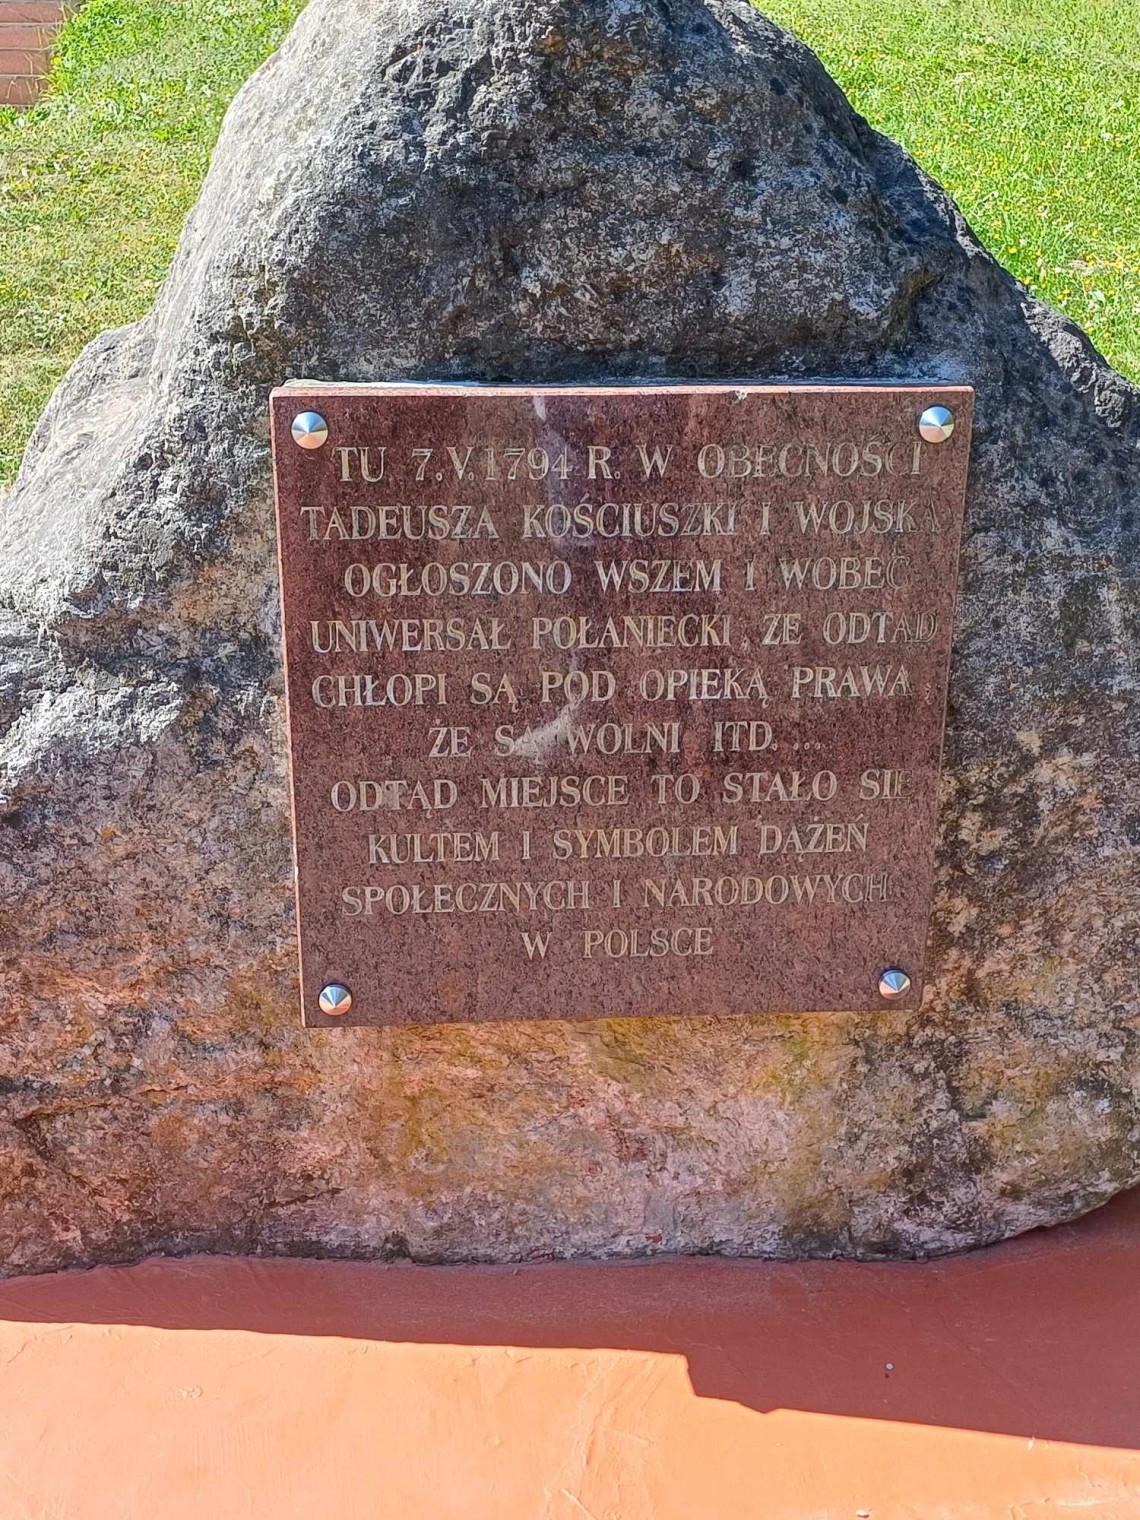 TU 7.V.1794 R. W OBECNOŚCI
TADEUSZA KOŚCIUSZKI I WOJSKA
OGŁOSZONO WSZEM I WOBEC
UNIWERSAŁ POŁANIECKI, ŻE ODTĄD
CHŁOPI SĄ POD OPIEKĄ PRAWA,
ŻE SĄ WOLNI ITD. ...
ODTĄD MIEJSCE TO STAŁO SIĘ
KULTEM I SYMBOLEM DĄŻEŃ
SPOŁECZNYCH I NARODOWYCH
W POLSCE